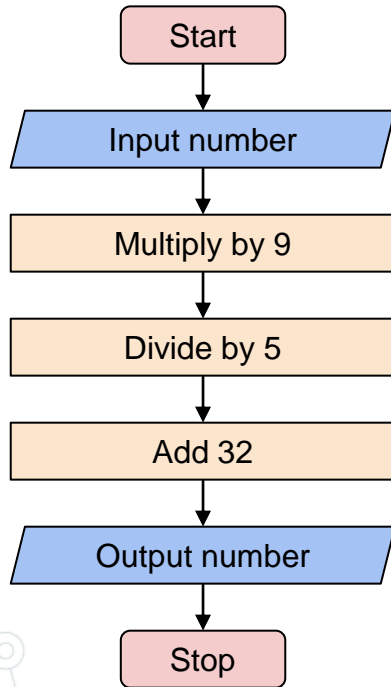 Start
Input number
Multiply by 9
Divide by 5
Add 32
Output number
Stop